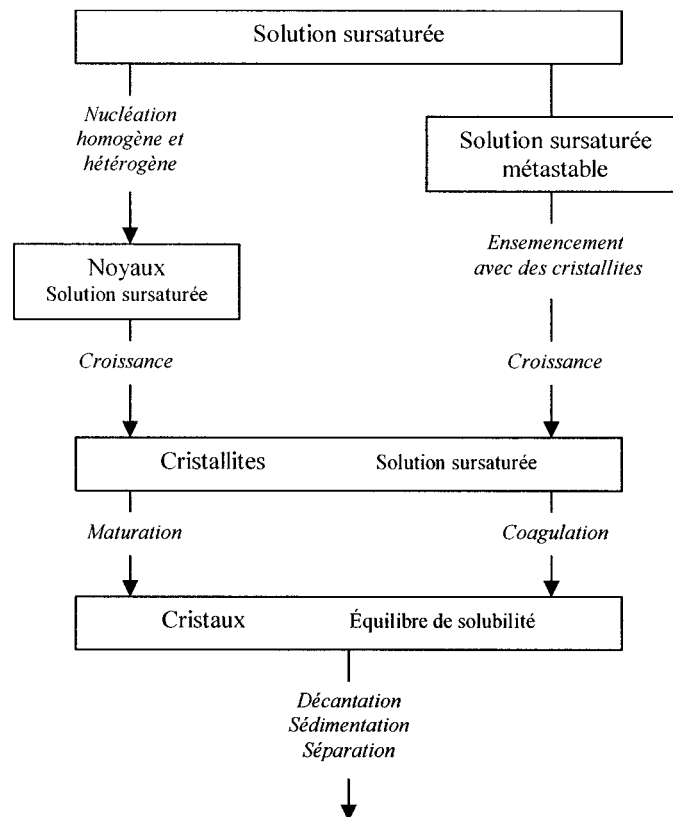 Solution sursaturée
Nucléation
homogène et
hétérogène
Solution sursaturée
métastable
Noyaux
Solution sursaturée
Ensemencement
avec des cristallites
Croissance
Croissance
Cristallites Solution sursaturée
Maturation
Coagulation
Cristaux Équilibre de solubilité
Décantation
Sédimentation
Séparation